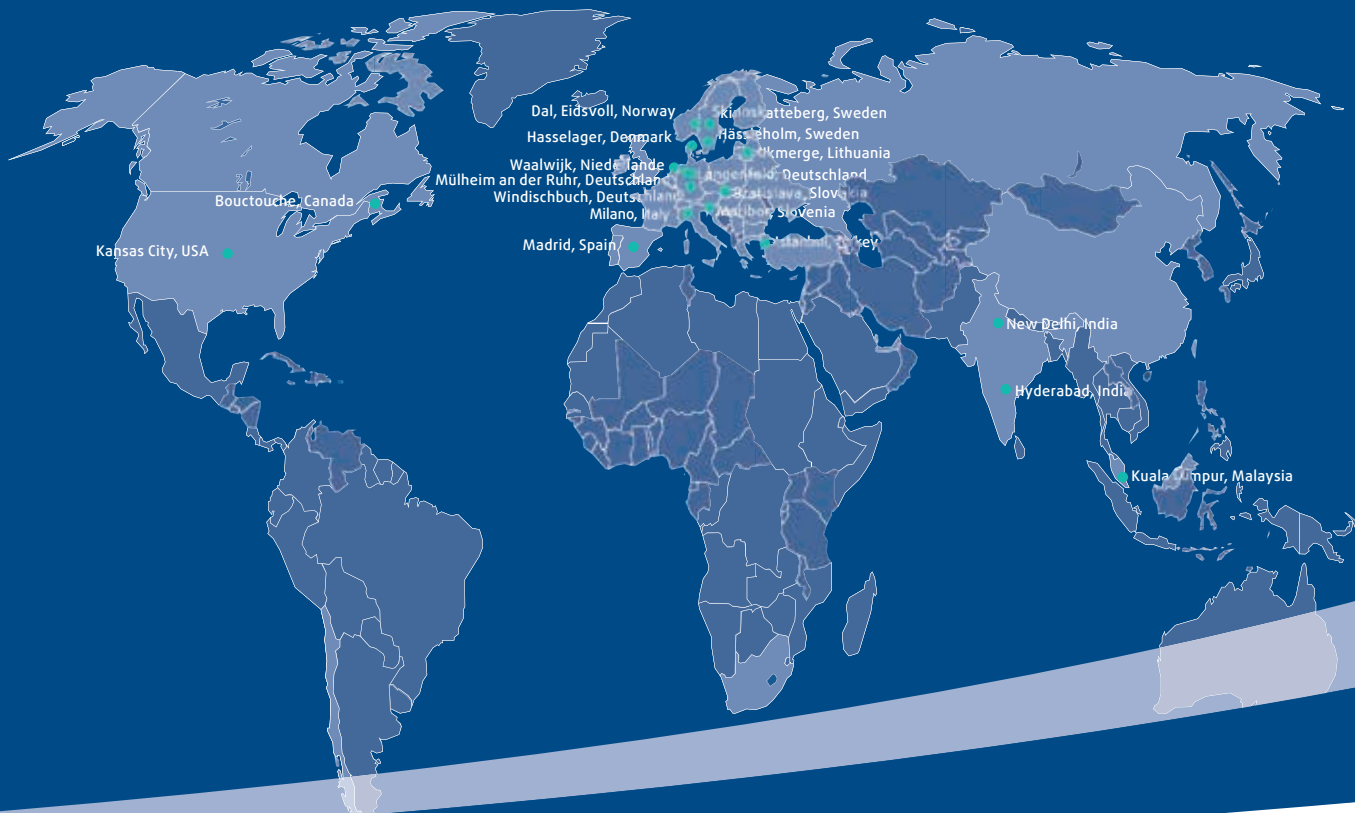 Dal, Eidsvoll, Norway
Skinnskatteberg, Sweden
Hasselager, Denmark
Hässleholm, Sweden
Ukmerge, Lithuania
Waalwijk, Niederlande
Langenfeld, Deutschland
Mülheim an der Ruhr, Deutschland
Windischbuch, Deutschland
Bratislava, Slovakia
Bouctouche, Canada
Milano, Italy
Maribor, Slovenia
Kansas City, USA
Madrid, Spain
Istanbul, Turkey
New Delhi, India
Hyderabad, India
Kuala Lumpur, Malaysia